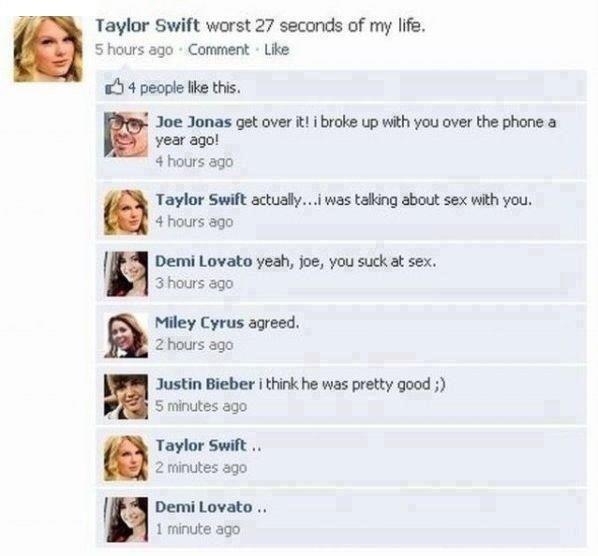 Taylor Swift worst 27 seconds of my life.
5 hours ago · Comment · Like
4 people like this.
Joe Jonas get over it! i broke up with you over the phone a
year ago!
4 hours ago
Taylor Swift actually...i was talking about sex with you.
4 hours ago
Demi Lovato yeah, joe, you suck at sex.
3 hours ago
Miley Cyrus agreed.
2 hours ago
Justin Bieber i think he was pretty good ;)
5 minutes ago
Taylor Swift ..
2 minutes ago
Demi Lovato ..
1 minute ago